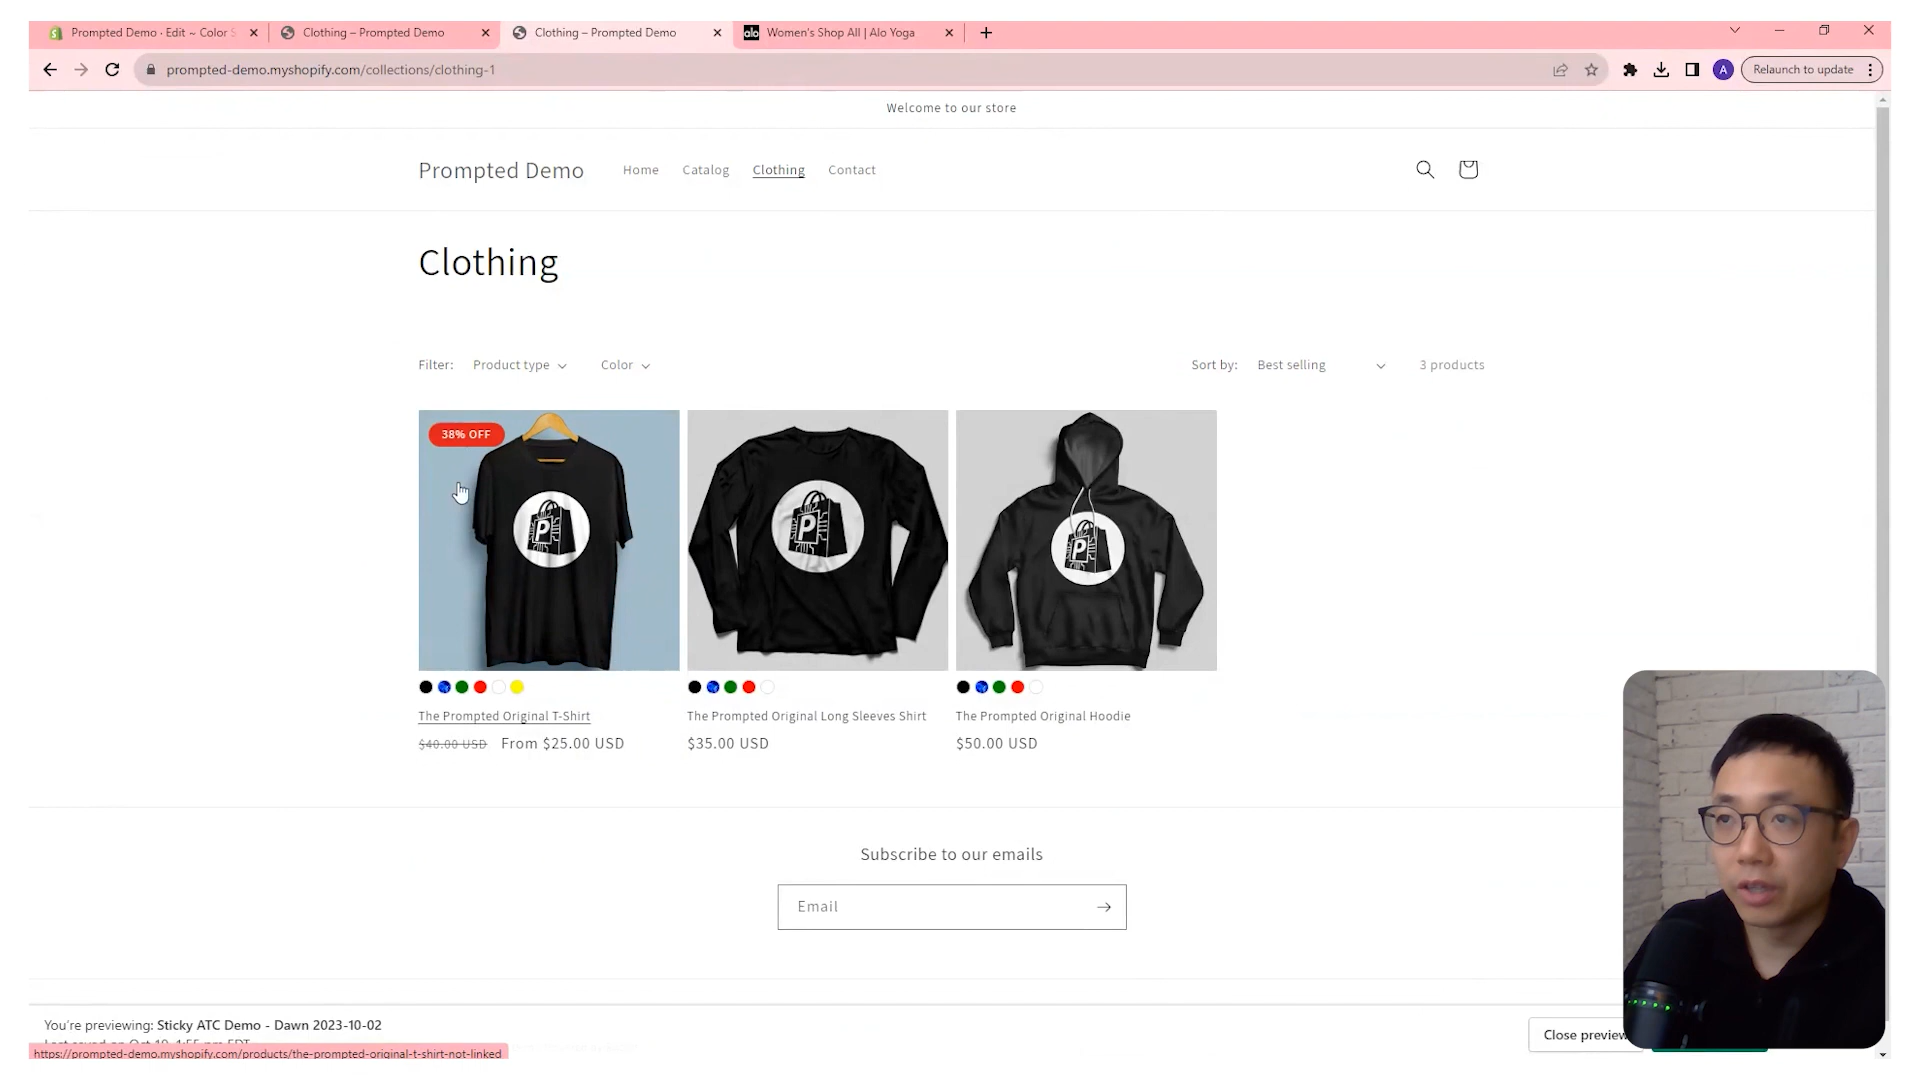 Prompted Demo · Edit ~ Color S
Clothing – Prompted Demo
Clothing – Prompted Demo
alo
Women's Shop All | Alo Yoga
prompted-demo.myshopify.com/collections/clothing-1
A
Relaunch to update
Welcome to our store
Prompted Demo
Home
Catalog
Clothing
Contact
Clothing
Filter:
Product type
Color
Sort by:
Best selling
3 products
38% OFF
P
P
P
The Prompted Original T-Shirt
The Prompted Original Long Sleeves Shirt
The Prompted Original Hoodie
$40.00 USD From $25.00 USD
$35.00 USD
$50.00 USD
Subscribe to our emails
Email
You're previewing: Sticky ATC Demo - Dawn 2023-10-02
Close preview
https://prompted-demo.myshopify.com/products/the-prompted-original-t-shirt-not-linked